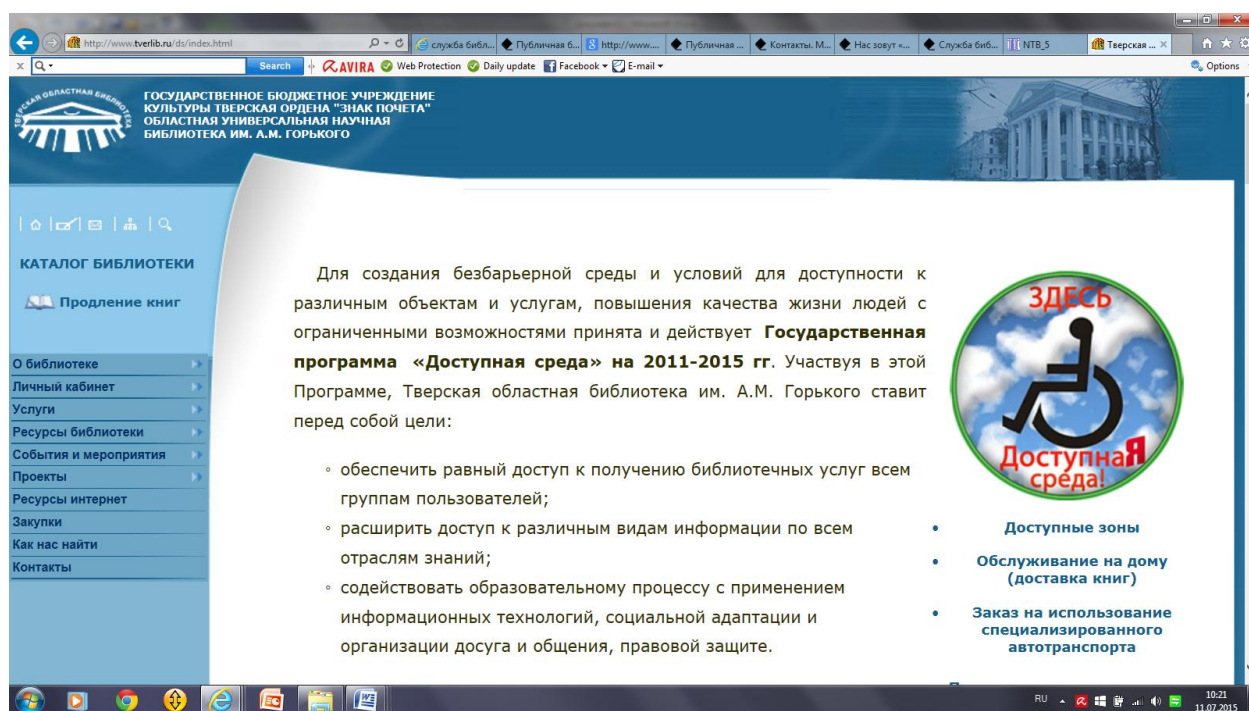 http://www.tverlib.ru/ds/index.html
служба библ...
Публичная б...
http://www....
Публичная ...
Контакты. М...
Нас зовут «...
Служба биб...
NTB_5
Тверская ...
Search
AVIRA
Web Protection
Daily update
Facebook
E-mail
Options
ГОСУДАРСТВЕННОЕ БЮДЖЕТНОЕ УЧРЕЖДЕНИЕ
КУЛЬТУРЫ ТВЕРСКАЯ ОРДЕНА "ЗНАК ПОЧЕТА"
ОБЛАСТНАЯ УНИВЕРСАЛЬНАЯ НАУЧНАЯ
БИБЛИОТЕКА ИМ. А.М. ГОРЬКОГО
КАТАЛОГ БИБЛИОТЕКИ
Продление книг
О библиотеке
Личный кабинет
Услуги
Ресурсы библиотеки
События и мероприятия
Проекты
Ресурсы интернет
Закупки
Как нас найти
Контакты
Для создания безбарьерной среды и условий для доступности к
различным объектам и услугам, повышения качества жизни людей с
ограниченными возможностями принята и действует Государственная
программа «Доступная среда» на 2011-2015 гг. Участвуя в этой
Программе, Тверская областная библиотека им. А.М. Горького ставит
перед собой цели:
◦ обеспечить равный доступ к получению библиотечных услуг всем
группам пользователей;
◦ расширить доступ к различным видам информации по всем
отраслям знаний;
◦ содействовать образовательному процессу с применением
информационных технологий, социальной адаптации и
организации досуга и общения, правовой защите.
ЗДЕСЬ
ДоступнаЯ
среда!
• Доступные зоны
• Обслуживание на дому
(доставка книг)
• Заказ на использование
специализированного
автотранспорта
RU
10:21
11.07.2015